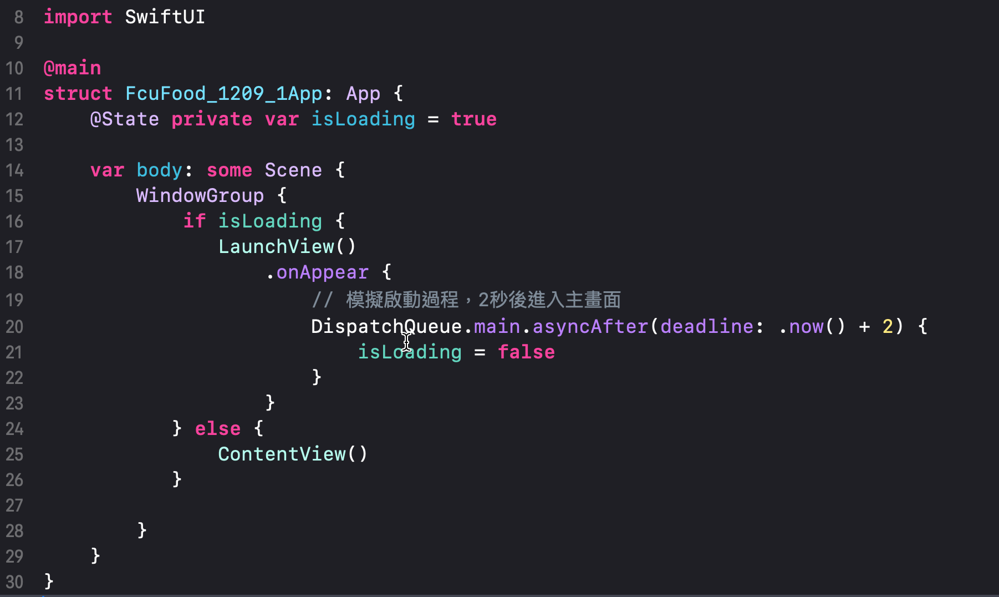 8 import SwiftUI
9
10 @main
11 struct FcuFood_1209_1App: App {
12     @State private var isLoading = true
13
14     var body: some Scene {
15         WindowGroup {
16             if isLoading {
17                LaunchView()
18                    .onAppear {
19                        // 模擬啟動過程，2秒後進入主畫面
20                        DispatchQueue.main.asyncAfter(deadline: .now() + 2) {
21                            isLoading = false
22                        }
23                    }
24            } else {
25                ContentView()
26            }
27
28         }
29     }
30 }